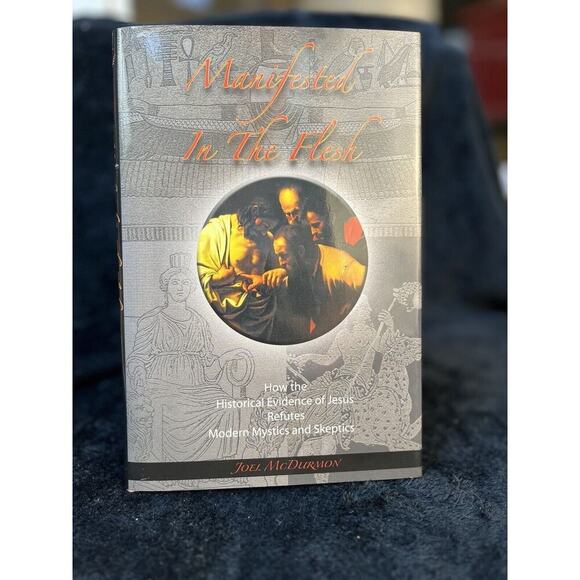 Manifested
In The Flesh
How the
Historical Evidence of Jesus
Refutes
Modern Mystics and Skeptics
Joel McDurmon